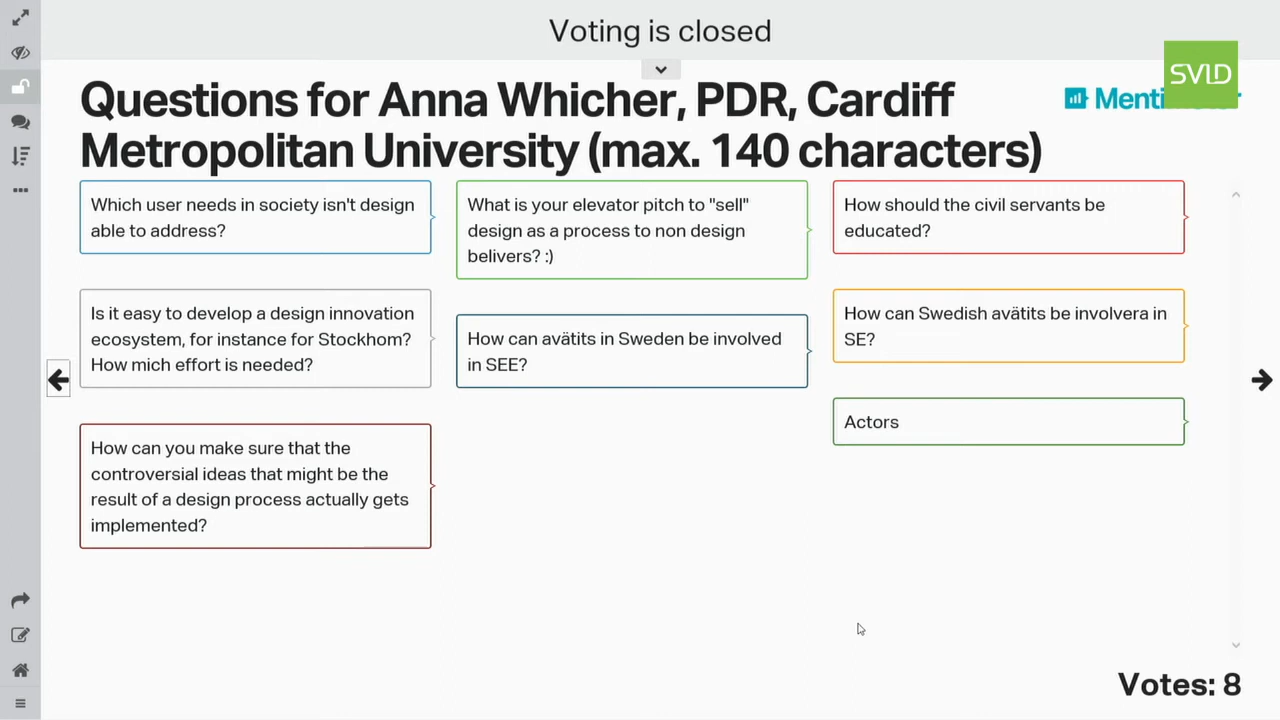 Voting is closed
SVID
Questions for Anna Whicher, PDR, Cardiff
Metropolitan University (max. 140 characters)
Which user needs in society isn't design
able to address?
What is your elevator pitch to "sell"
design as a process to non design
belivers? :)
How should the civil servants be
educated?
Is it easy to develop a design innovation
ecosystem, for instance for Stockhom?
How mich effort is needed?
How can avätits in Sweden be involved
in SEE?
How can Swedish avätits be involvera in
SE?
Actors
How can you make sure that the
controversial ideas that might be the
result of a design process actually gets
implemented?
Votes: 8